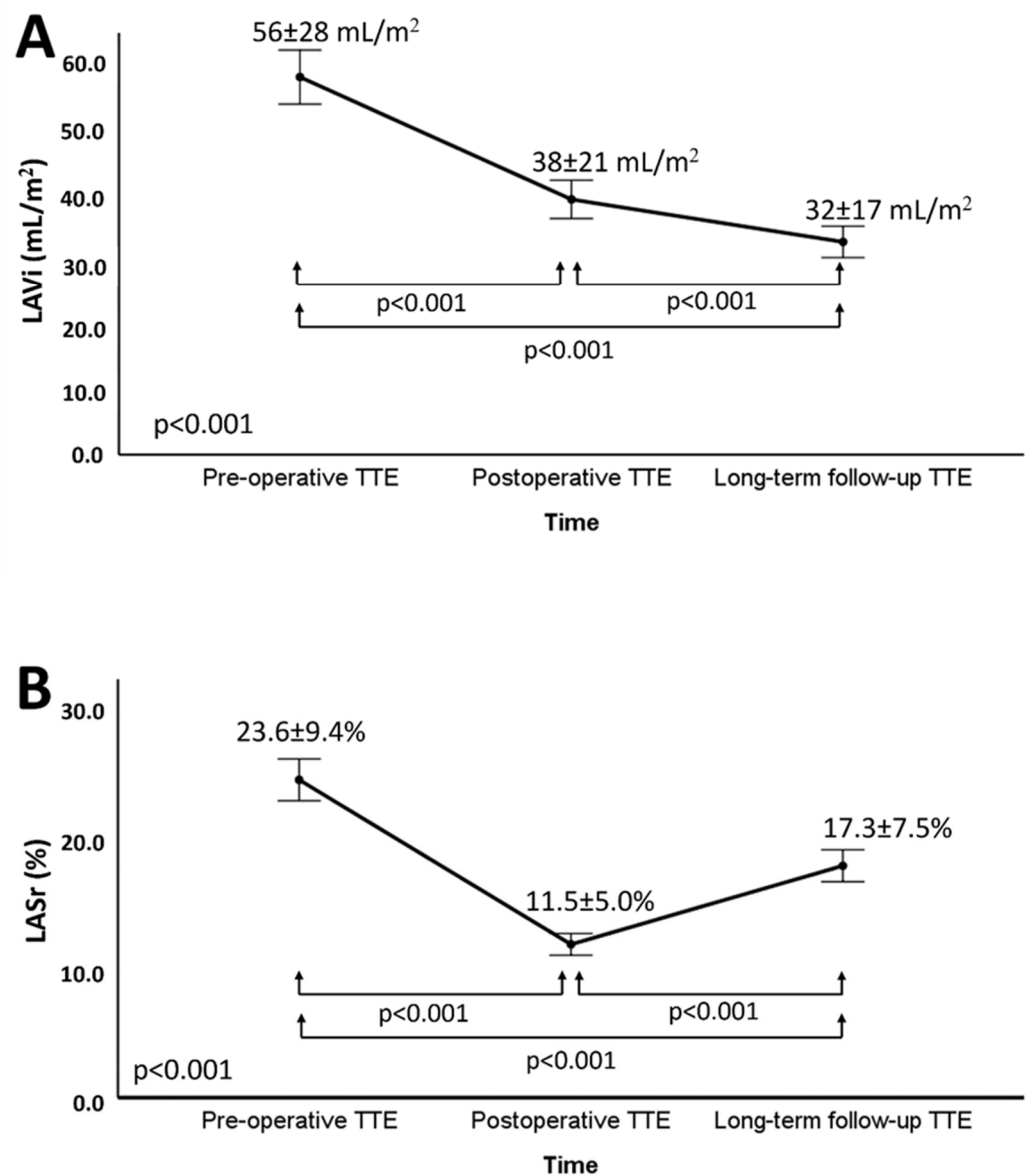 A
56±28 mL/m²
60.0
50.0
38±21 mL/m²
40.0
32±17 mL/m²
30.0
LAVi (mL/m²)
p<0.001
p<0.001
20.0
p<0.001
10.0
p<0.001
0.0
Pre-operative TTE
Postoperative TTE
Long-term follow-up TTE
Time
B
30.0
23.6±9.4%
20.0
17.3±7.5%
LASr (%)
11.5±5.0%
10.0
p<0.001
p<0.001
p<0.001
p<0.001
0.0
Pre-operative TTE
Postoperative TTE
Long-term follow-up TTE
Time